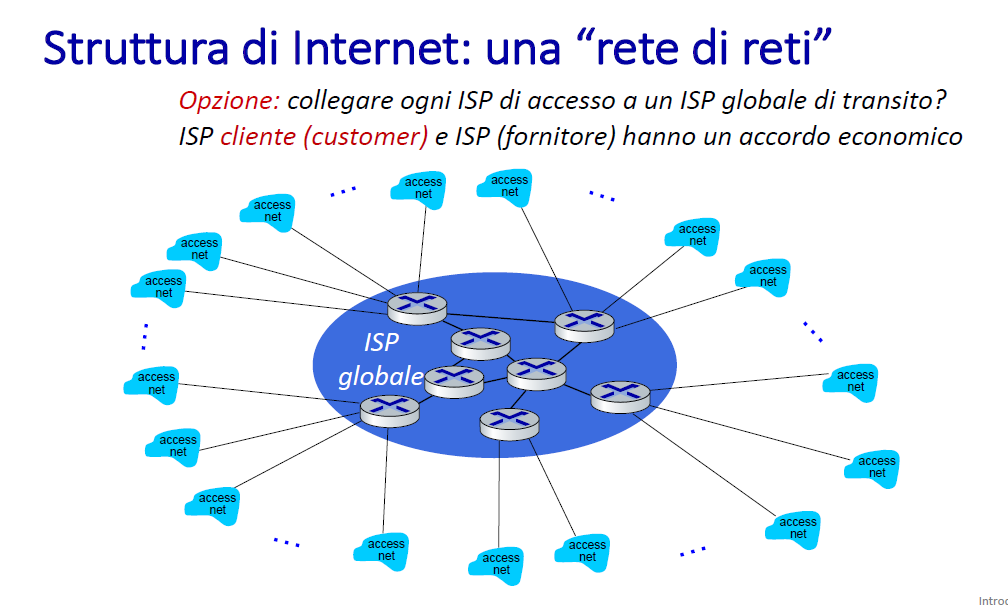 Struttura di Internet: una “rete di reti”
Opzione: collegare ogni ISP di accesso a un ISP globale di transito?
ISP cliente (customer) e ISP (fornitore) hanno un accordo economico
access
net
access
net
access
net
access
net
access
net
access
net
access
net
access
net
ISP
globale
access
net
access
net
access
net
access
net
access
net
access
net
access
net
access
net
access
net
Introd